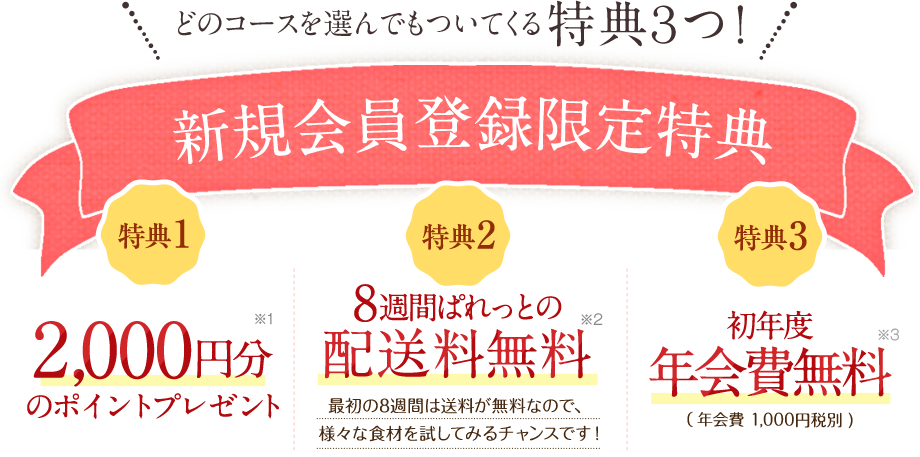 どのコースを選んでもついてくる特典3つ!
新規会員登録限定特典
特典1
2,000円分※1
のポイントプレゼント
特典2
8週間ぱれっとの
配送料無料※2
最初の8週間は送料が無料なので、
様々な食材を試してみるチャンスです!
特典3
初年度
年会費無料※3
( 年会費 1,000円税別 )